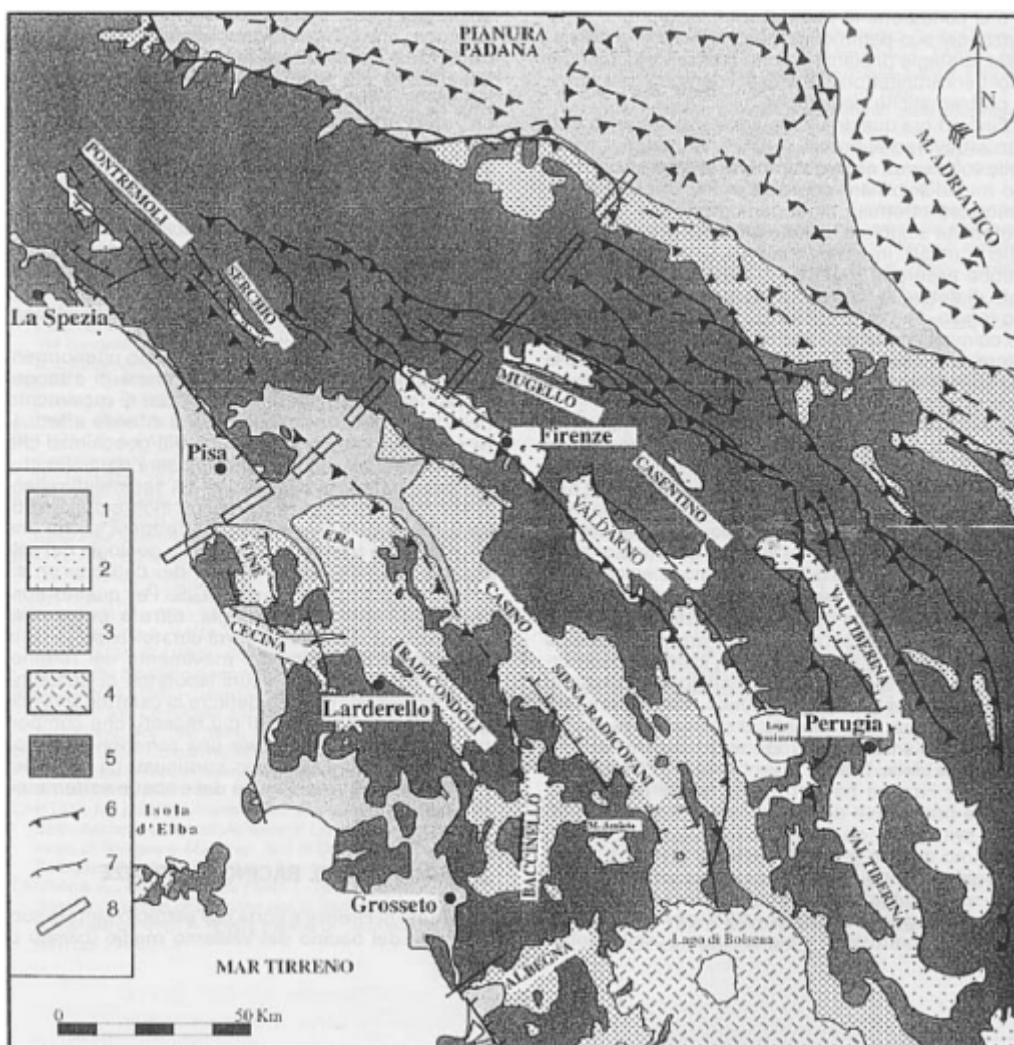 PIANURA
PADANA
N
M. ADRIATICO
PONTREMOLI
SERCHIO
La Spezia
MUGELLO
Firenze
Pisa
CASENTINO
VALDARNO
1
2
3
4
5
6
7
8
FINE
ERA
CASINO
CECINA
VAL TIBERINA
(RADICONDOLI
SIENA-RADICOFANI
Larderello
Lago
Perugia
Isola
d'Elba
BACCINELLO
M. Amiata
VAL TIBERINA
Grosseto
Lago di Bolsena
ALBEGNA
MAR TIRRENO
0
50 Km